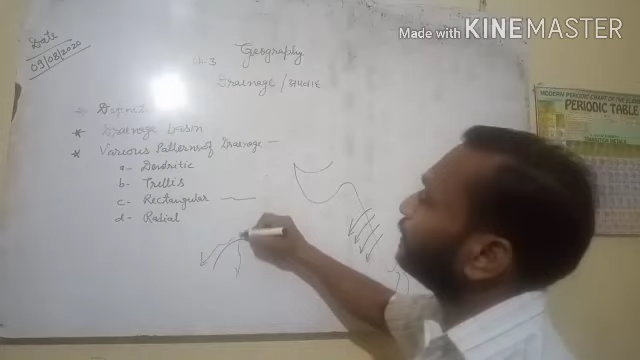 Made with KINEMASTER
Date
09/08/2020
Ch-3 Geography
Drainage / अपवाह
MODERN PERIODIC CHART OF THE ELE
PERIODIC TABLE
* Drainage basin
* Various Patterns of Drainage -
a- Dendritic
b- Trellis
c- Rectangular
d- Radial